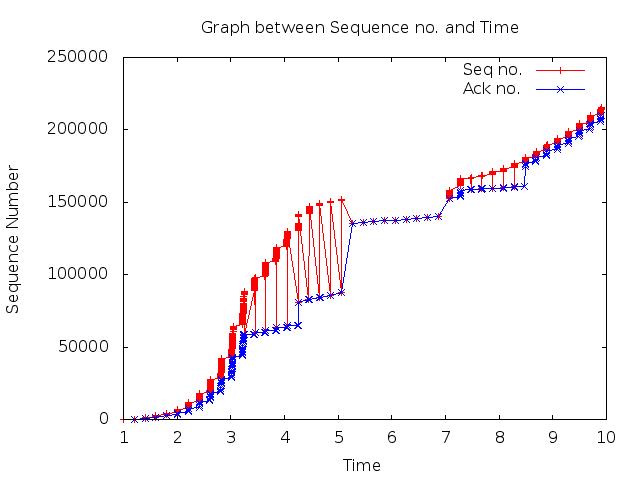 Graph between Sequence no. and Time
250000
200000
150000
100000
50000
0
Sequence Number
Seq no.
Ack no.
1 2 3 4 5 6 7 8 9 10
Time